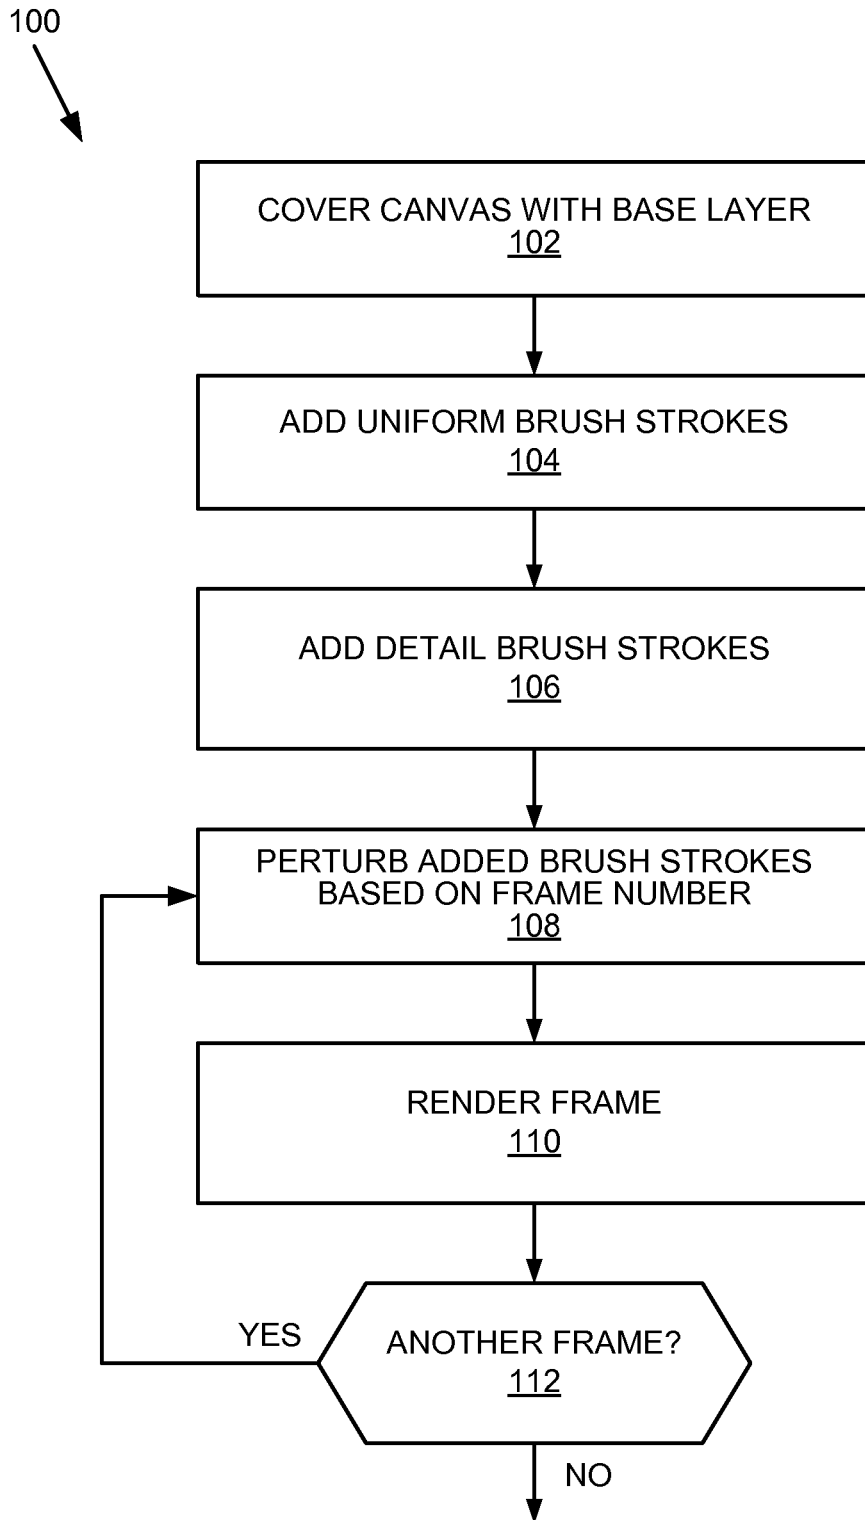 100
COVER CANVAS WITH BASE LAYER
102
ADD UNIFORM BRUSH STROKES
104
ADD DETAIL BRUSH STROKES
106
PERTURB ADDED BRUSH STROKES
BASED ON FRAME NUMBER
108
RENDER FRAME
110
YES
ANOTHER FRAME?
112
NO